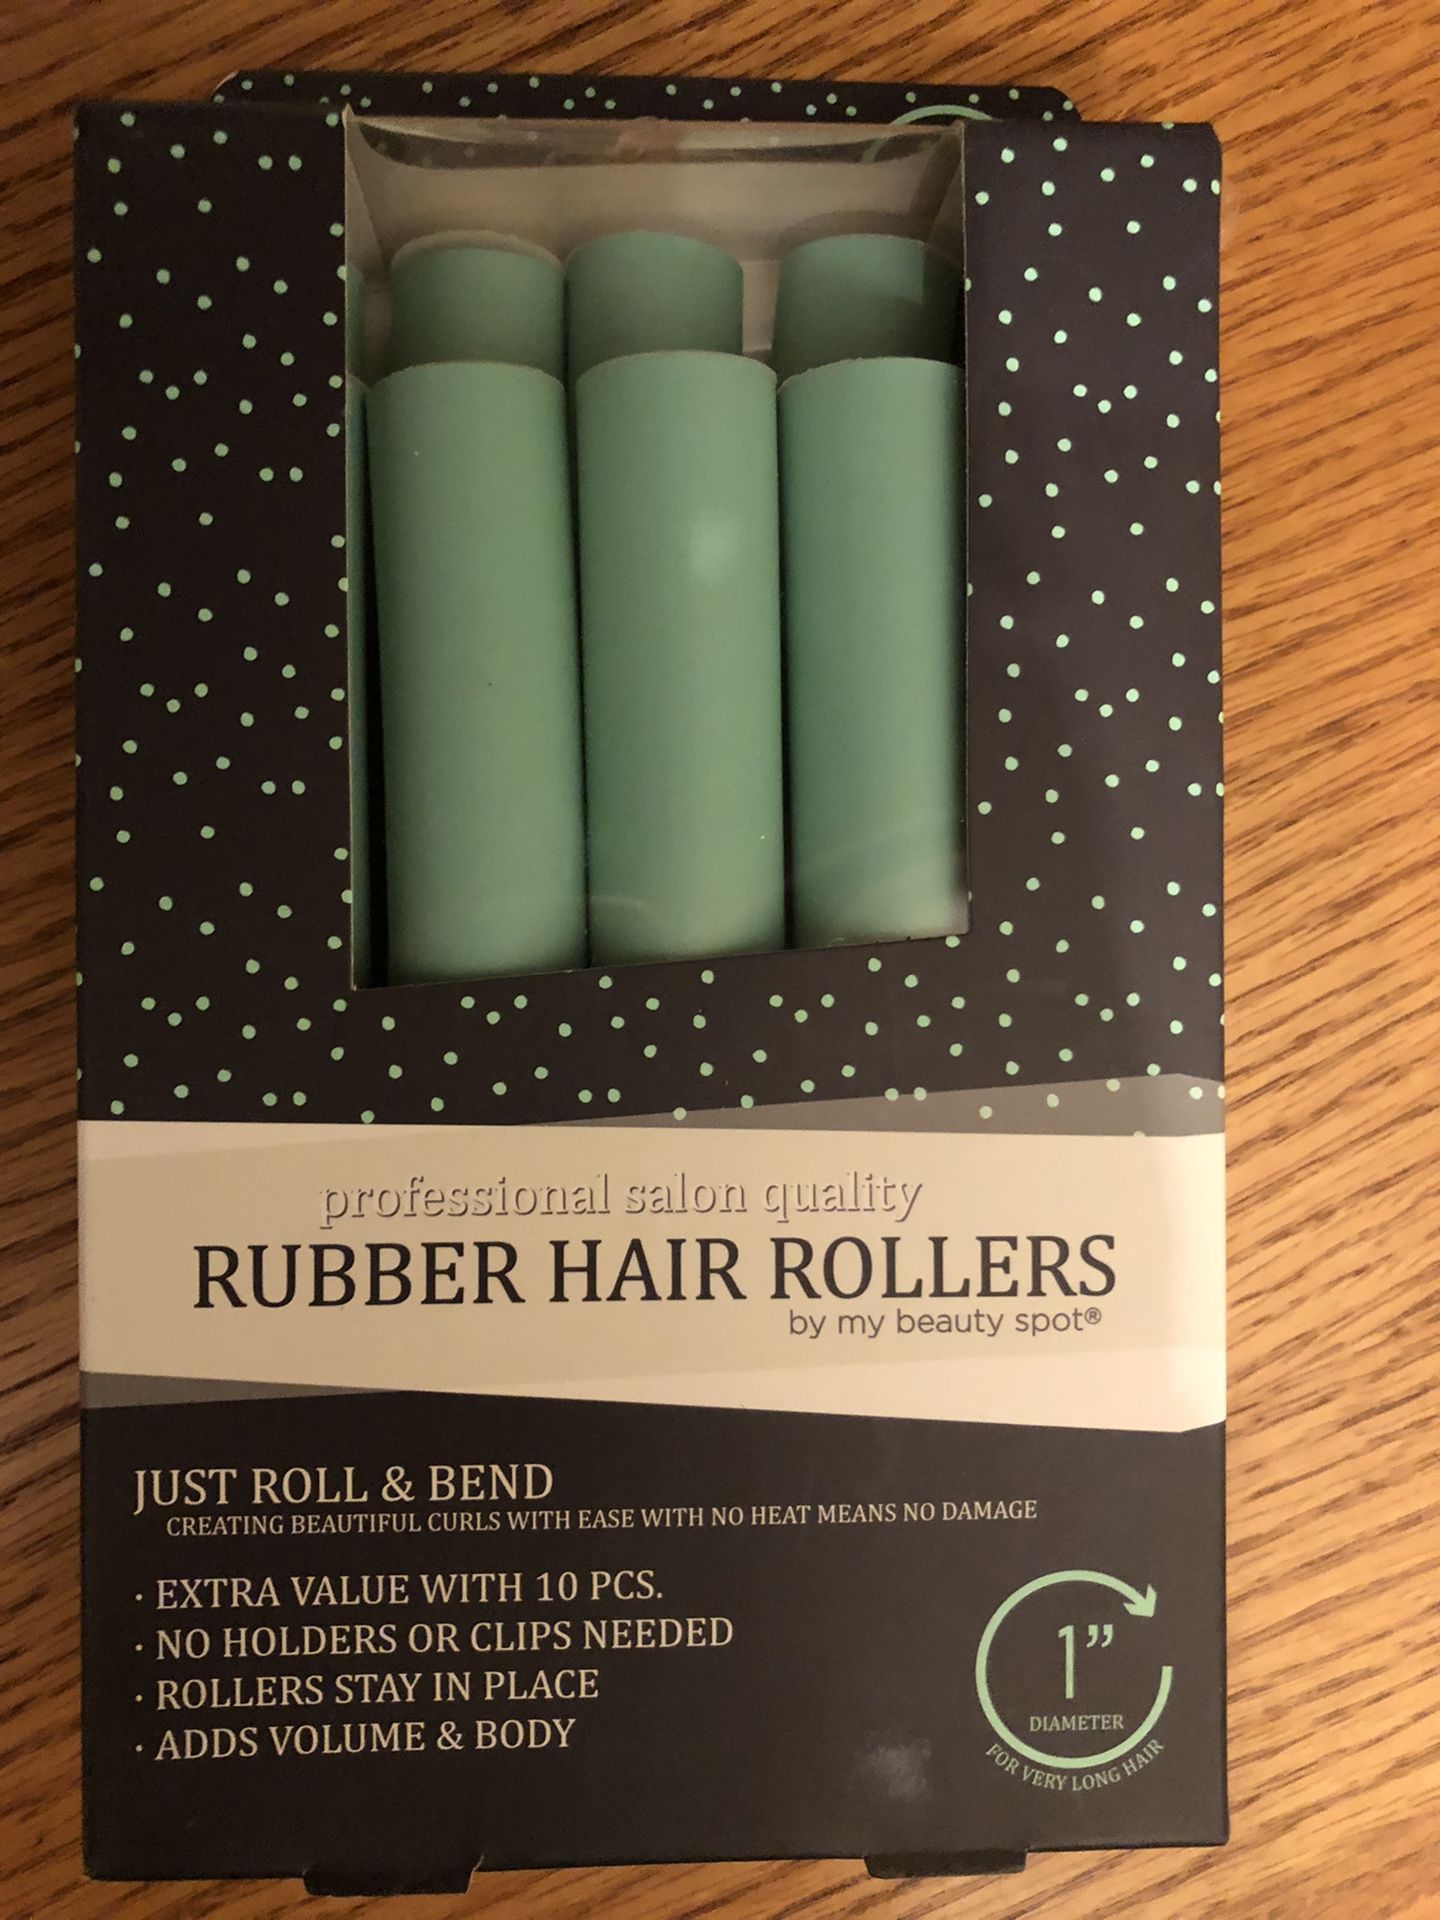 professional salon quality
RUBBER HAIR ROLLERS
by my beauty spot®
JUST ROLL & BEND
CREATING BEAUTIFUL CURLS WITH EASE WITH NO HEAT MEANS NO DAMAGE
· EXTRA VALUE WITH 10 PCS.
· NO HOLDERS OR CLIPS NEEDED
· ROLLERS STAY IN PLACE
· ADDS VOLUME & BODY
1”
DIAMETER
FOR VERY LONG HAIR